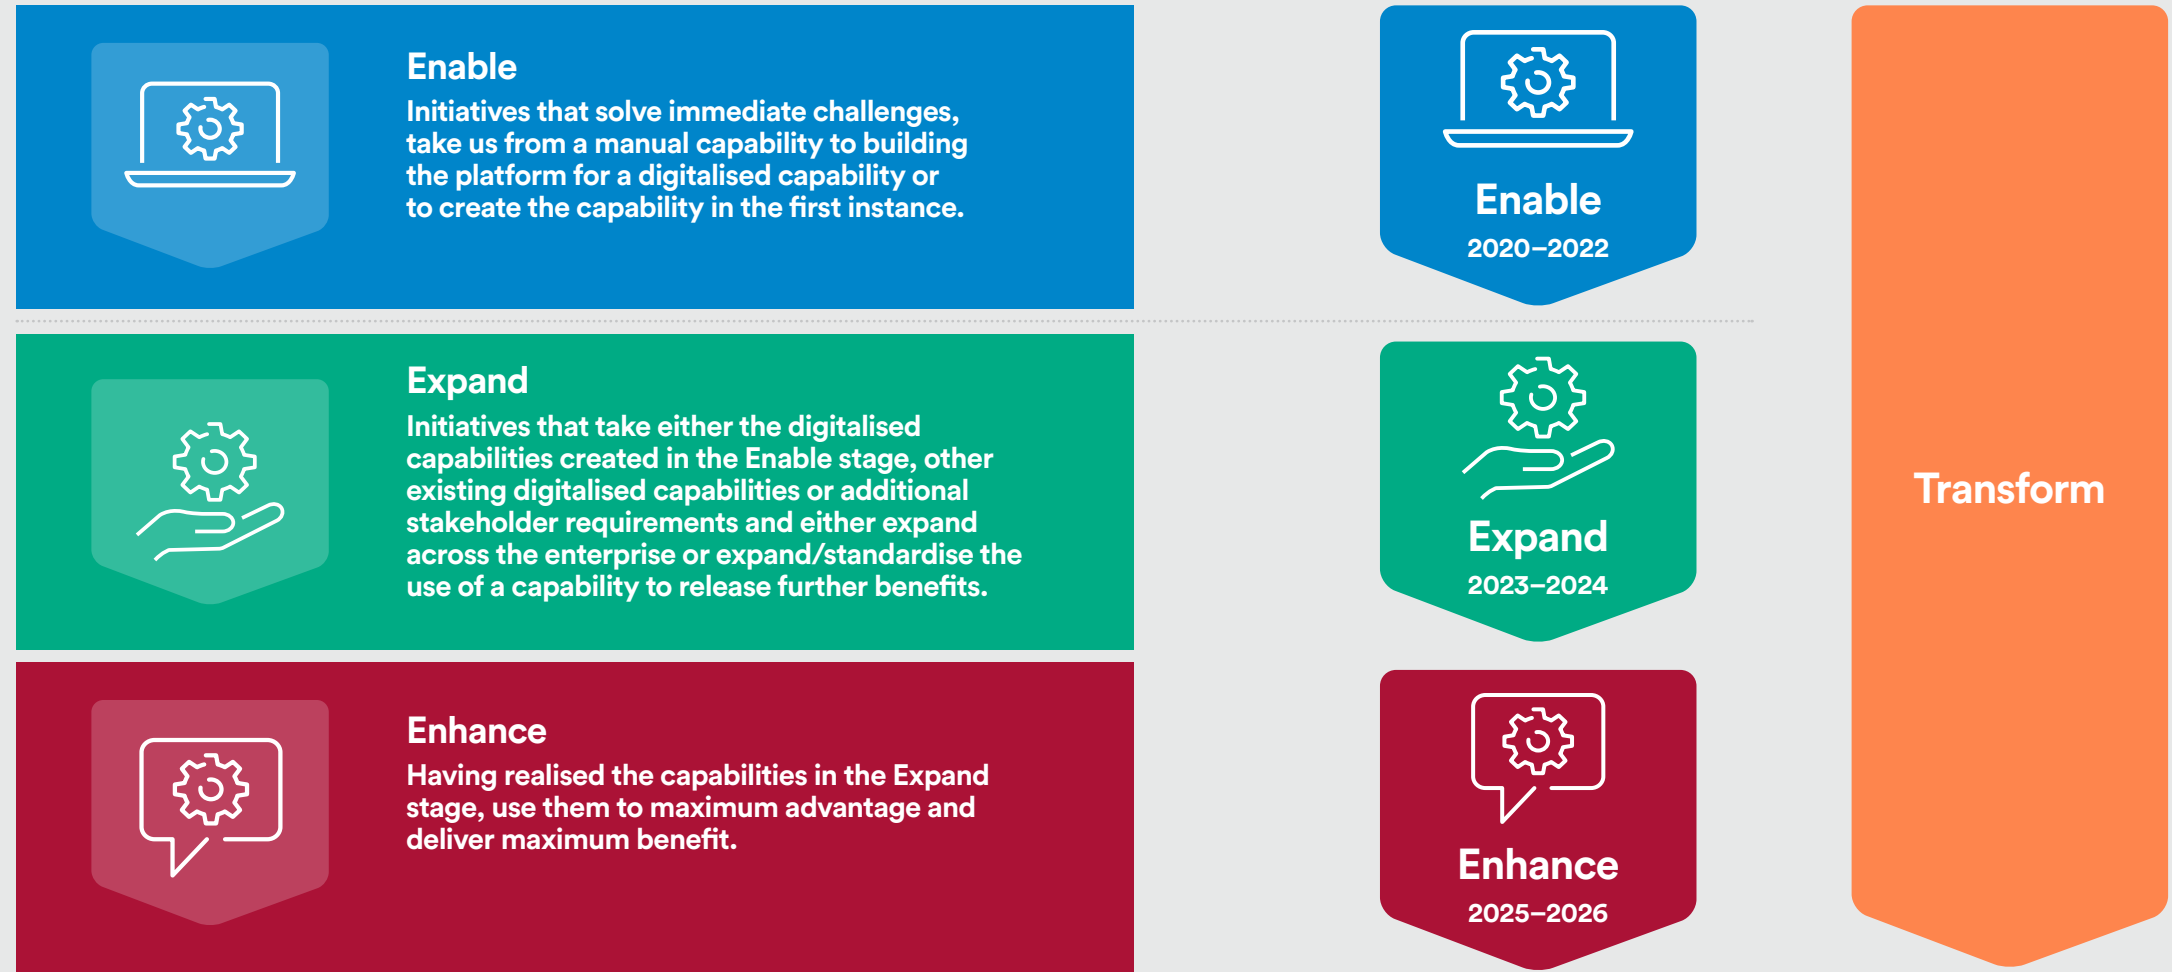 Enable
Initiatives that solve immediate challenges,
take us from a manual capability to building
the platform for a digitalised capability or
to create the capability in the first instance.
Enable
2020–2022
Expand
Initiatives that take either the digitalised
capabilities created in the Enable stage, other
existing digitalised capabilities or additional
stakeholder requirements and either expand
across the enterprise or expand/standardise the
use of a capability to release further benefits.
Expand
2023–2024
Enhance
Having realised the capabilities in the Expand
stage, use them to maximum advantage and
deliver maximum benefit.
Enhance
2025–2026
Transform